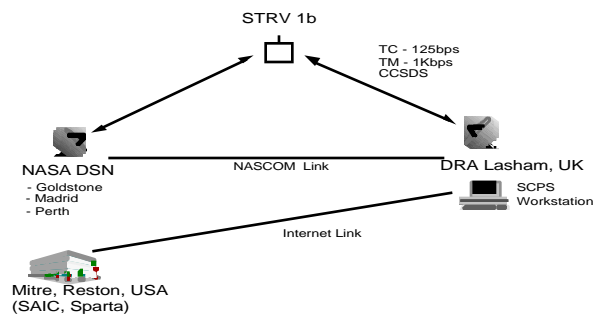 STRV 1b
TC - 125bps
TM - 1Kbps
CCSDS
NASA DSN
- Goldstone
- Madrid
- Perth
NASCOM Link
DRA Lasham, UK
SCPS
Workstation
Internet Link
Mitre, Reston, USA
(SAIC, Sparta)